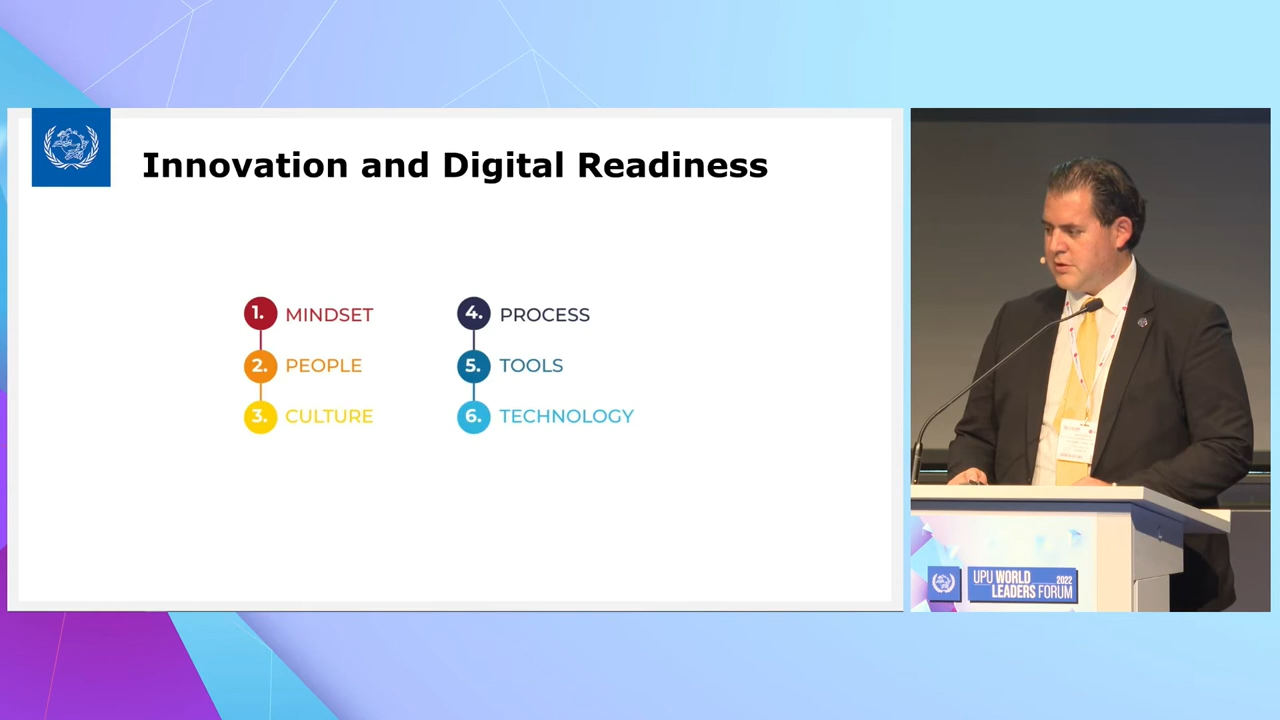 Innovation and Digital Readiness
1. MINDSET
2. PEOPLE
3. CULTURE
4. PROCESS
5. TOOLS
6. TECHNOLOGY
UPU WORLD 2022
LEADERS FORUM